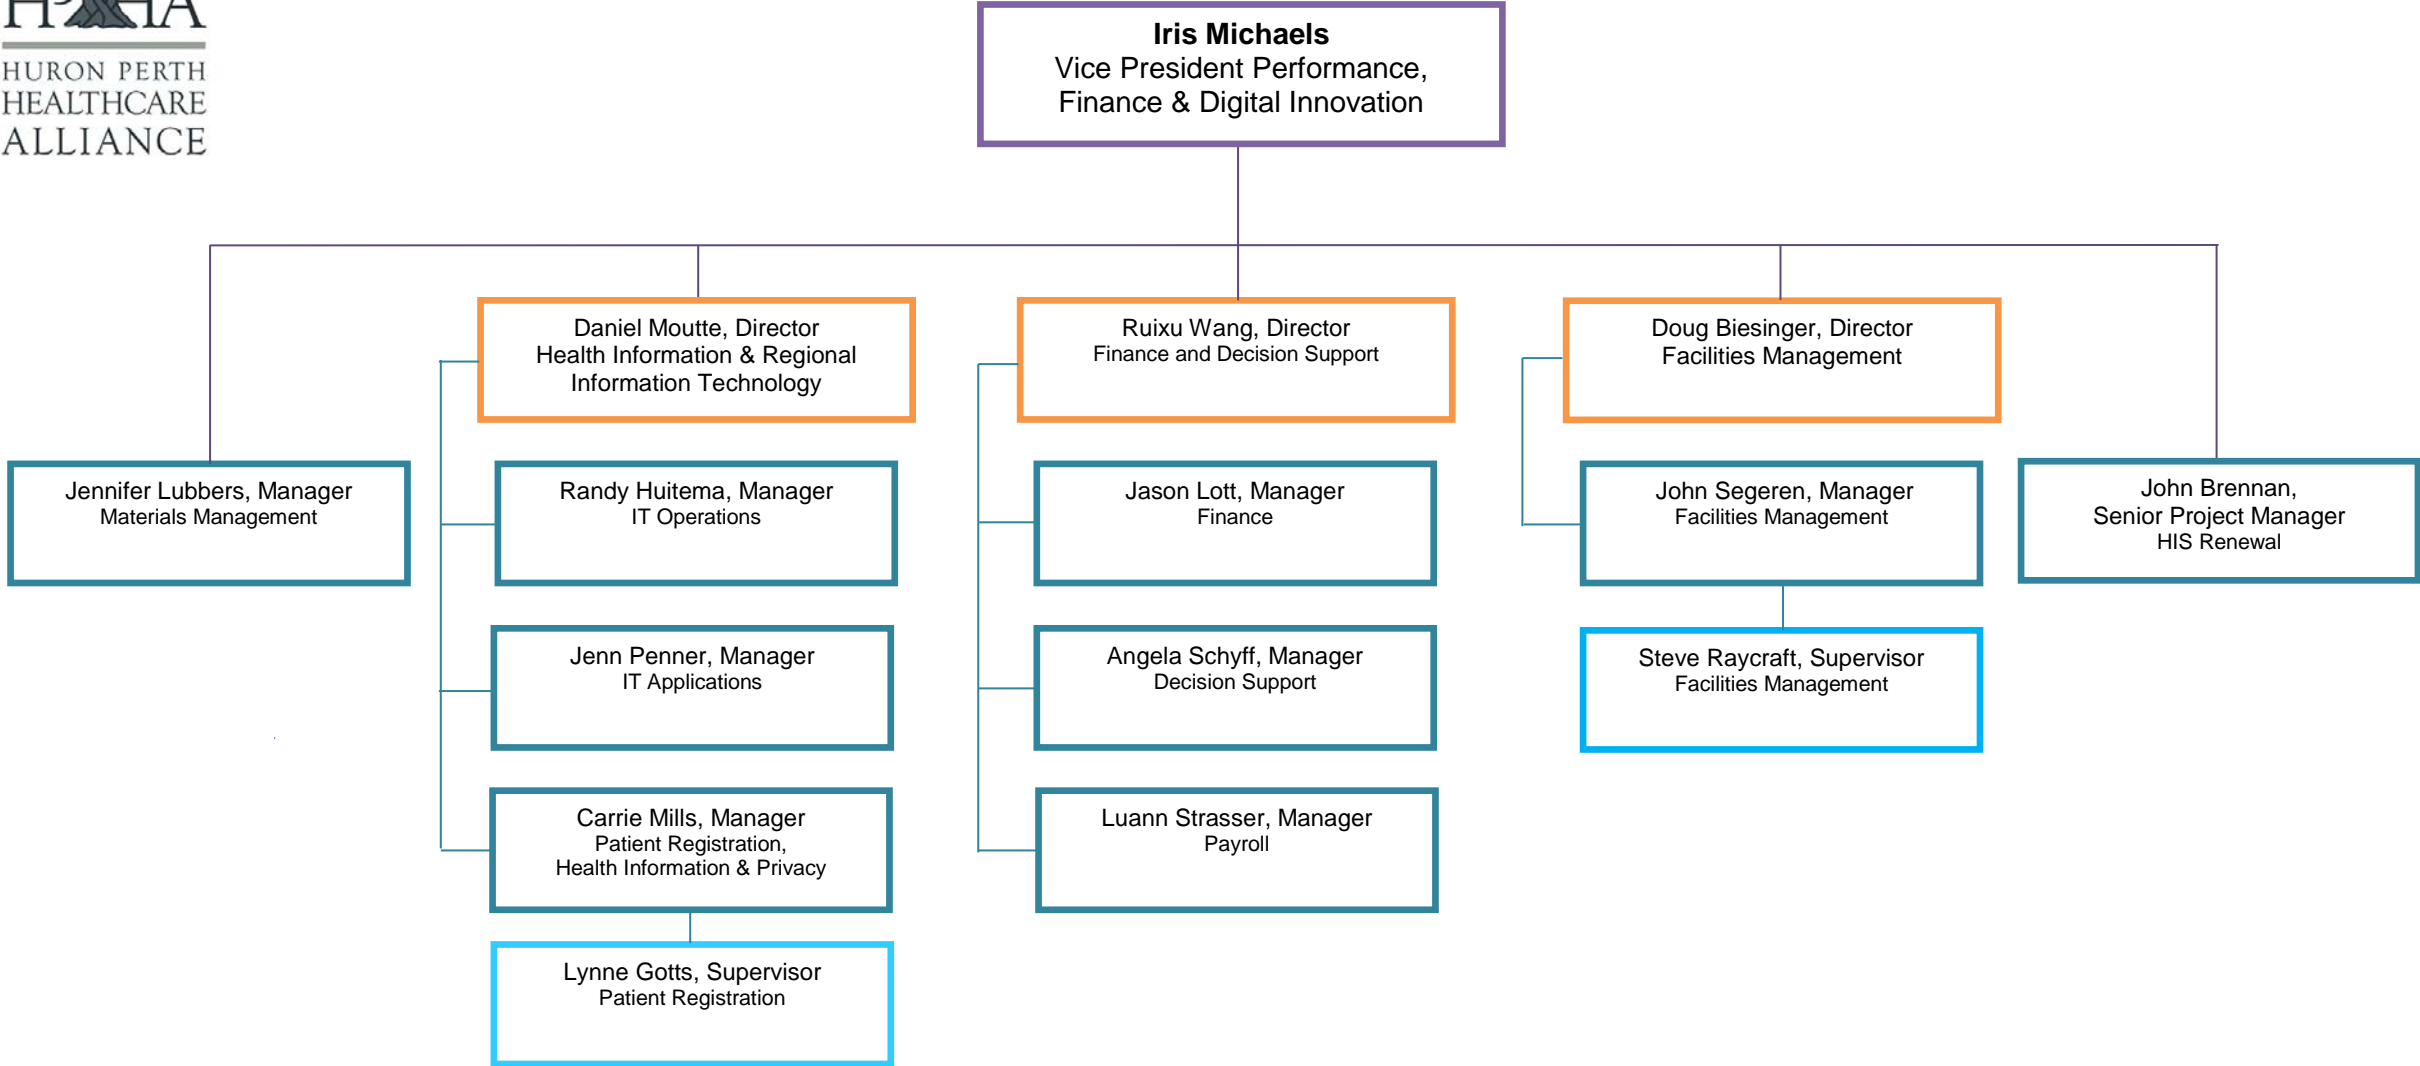 HURON PERTH
HEALTHCARE
ALLIANCE
Iris Michaels
Vice President Performance,
Finance & Digital Innovation
Daniel Moutte, Director
Health Information & Regional
Information Technology
Ruixu Wang, Director
Finance and Decision Support
Doug Biesinger, Director
Facilities Management
Jennifer Lubbers, Manager
Materials Management
Randy Huitema, Manager
IT Operations
Jason Lott, Manager
Finance
John Segeren, Manager
Facilities Management
John Brennan,
Senior Project Manager
HIS Renewal
Jenn Penner, Manager
IT Applications
Angela Schyff, Manager
Decision Support
Steve Raycraft, Supervisor
Facilities Management
Carrie Mills, Manager
Patient Registration,
Health Information & Privacy
Luann Strasser, Manager
Payroll
Lynne Gotts, Supervisor
Patient Registration